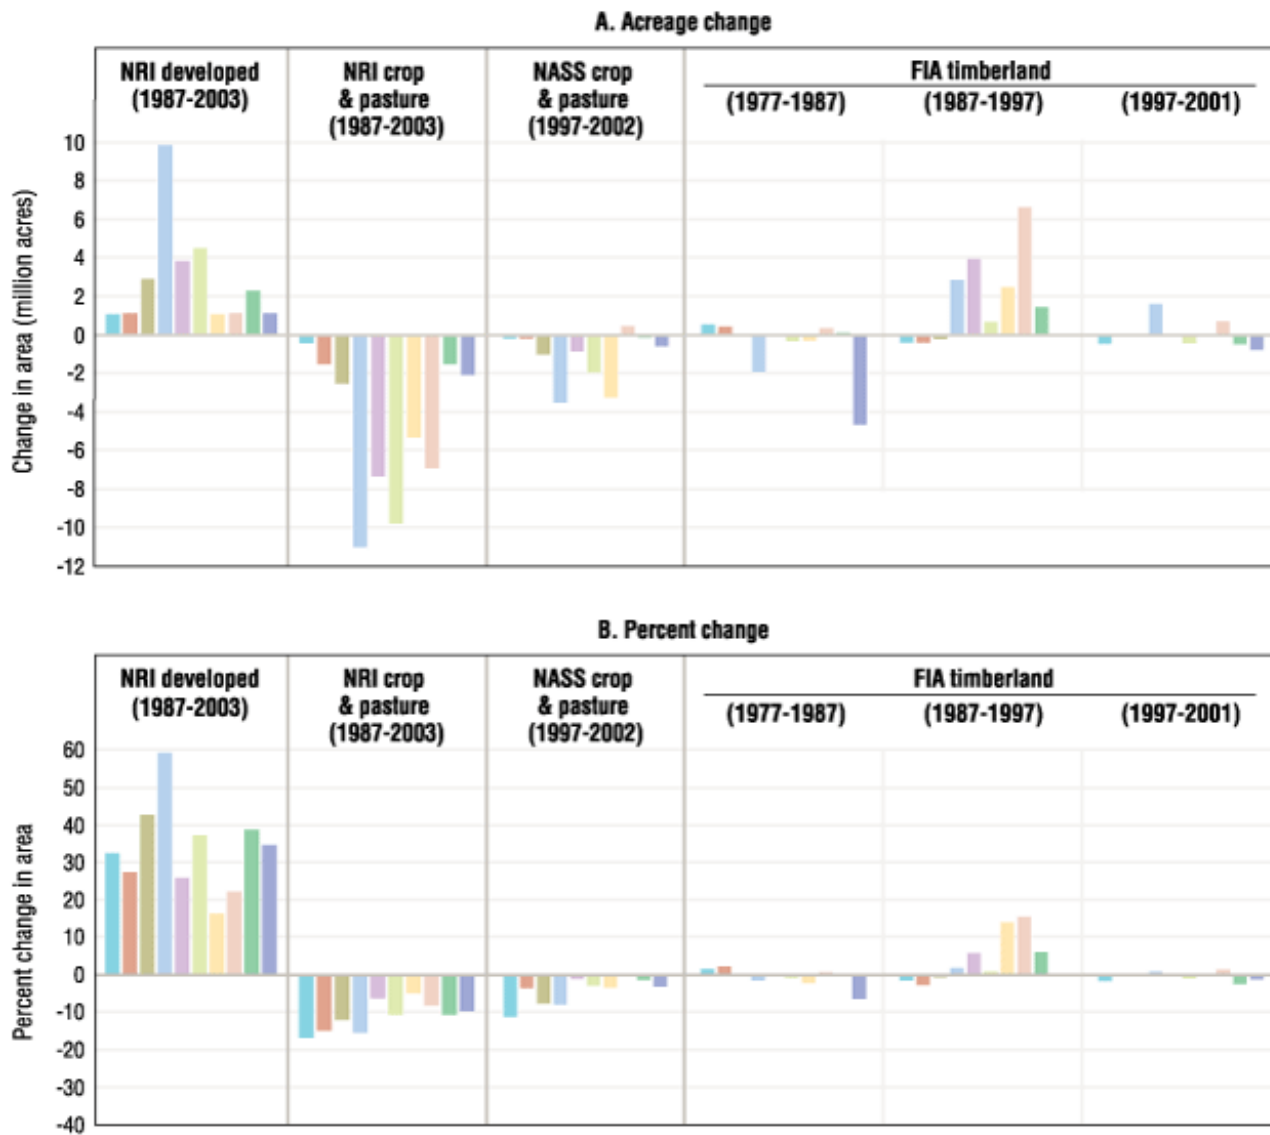 A. Acreage change
NRI developed
(1987-2003)
NRI crop
& pasture
(1987-2003)
NASS crop
& pasture
(1997-2002)
FIA timberland
(1977-1987)
(1987-1997)
(1997-2001)
Change in area (million acres)
10
8
6
4
2
0
-2
-4
-6
-8
-10
-12
B. Percent change
NRI developed
(1987-2003)
NRI crop
& pasture
(1987-2003)
NASS crop
& pasture
(1997-2002)
FIA timberland
(1977-1987)
(1987-1997)
(1997-2001)
Percent change in area
60
50
40
30
20
10
0
-10
-20
-30
-40